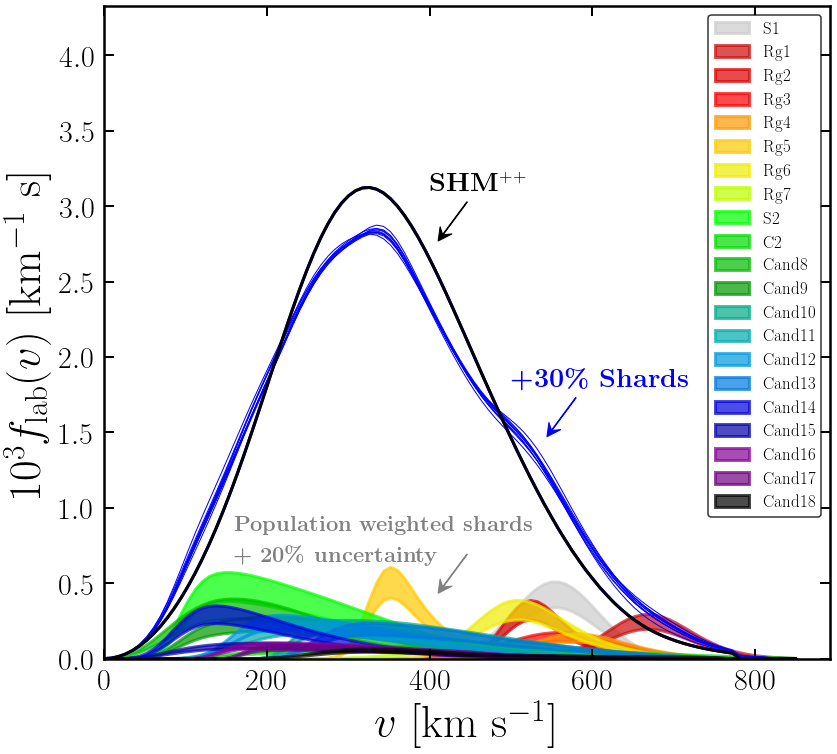 10³f_lab(v) [km⁻¹ s]
4.0
3.5
3.0
2.5
2.0
1.5
1.0
0.5
0.0
0
200
400
600
800
v [km s⁻¹]
SHM⁺⁺
+30% Shards
Population weighted shards
+ 20% uncertainty
S1
Rg1
Rg2
Rg3
Rg4
Rg5
Rg6
Rg7
S2
C2
Cand8
Cand9
Cand10
Cand11
Cand12
Cand13
Cand14
Cand15
Cand16
Cand17
Cand18